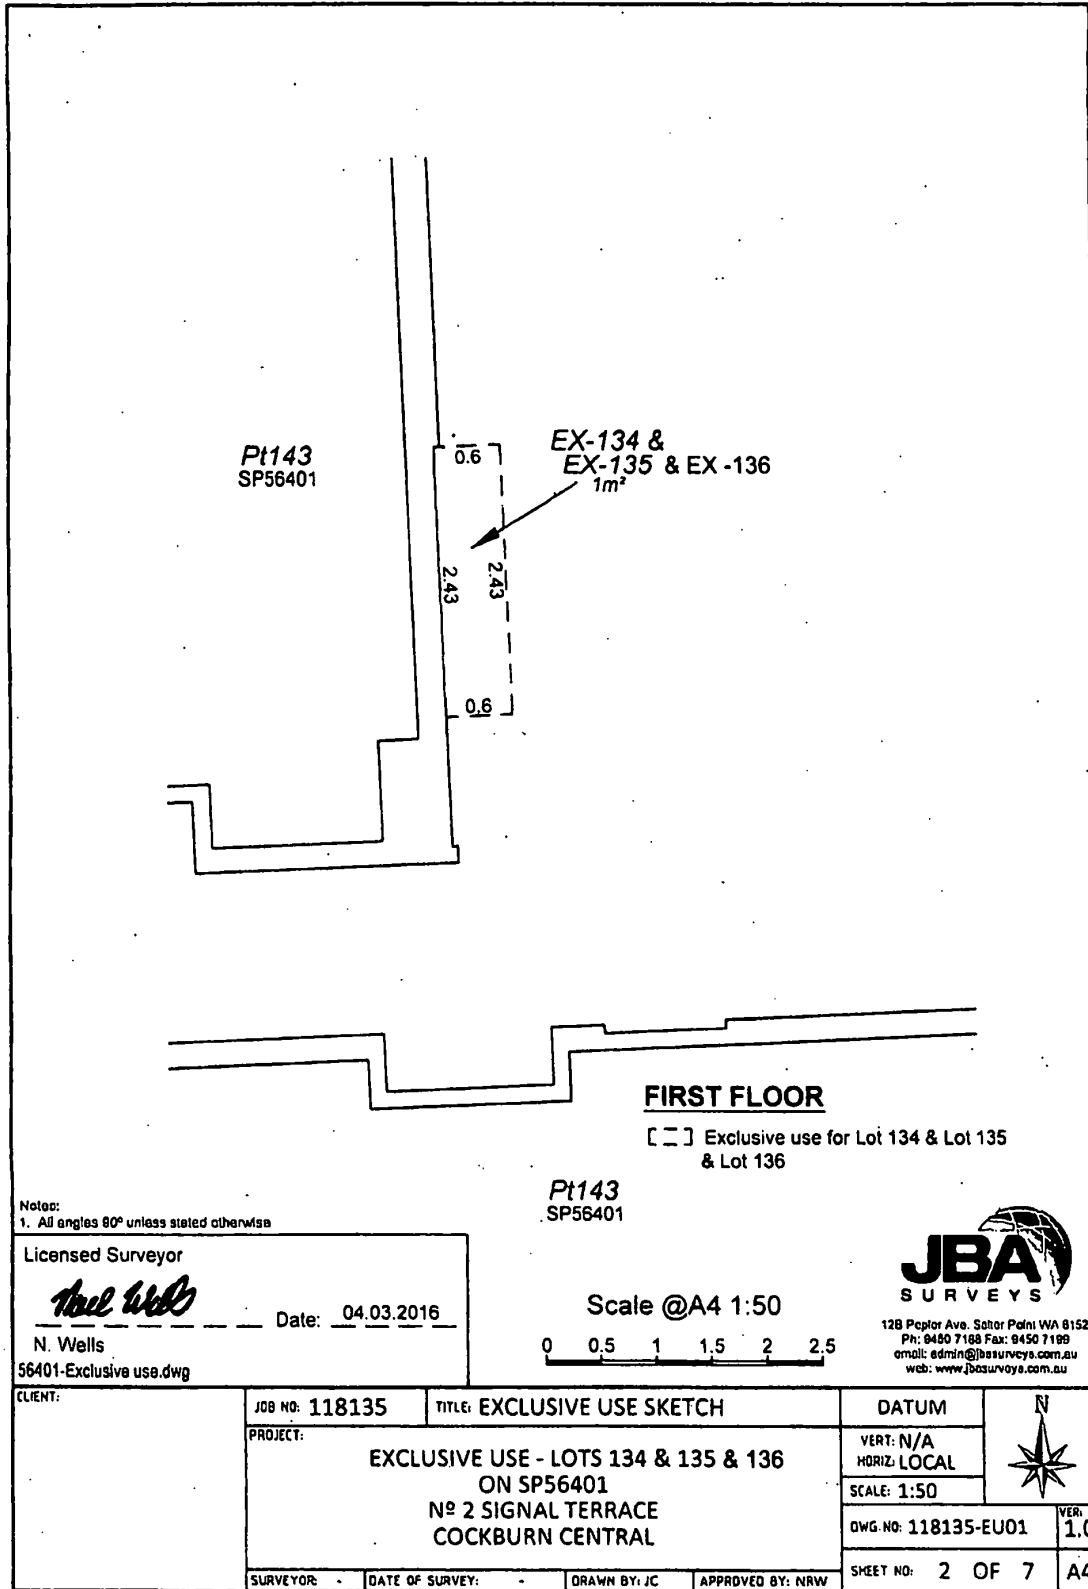 Pt143
SP56401
EX-134 &
EX-135 & EX -136
1m²
0.6
2.43
2.43
0.6
FIRST FLOOR
Exclusive use for Lot 134 & Lot 135
& Lot 136
Pt143
SP56401
Notes:
1. All angles 90° unless stated otherwise
Licensed Surveyor
Date: 04.03.2016
N. Wells
56401-Exclusive use.dwg
Scale @A4 1:50
0 0.5 1 1.5 2 2.5
JBA
SURVEYS
12B Peplor Ave. Salter Point WA 6152
Ph: 9450 7188 Fax: 9450 7199
email: admin@jbasurveys.com.au
web: www.jbasurveys.com.au
CLIENT:
JOB NO: 118135
TITLE: EXCLUSIVE USE SKETCH
PROJECT:
EXCLUSIVE USE - LOTS 134 & 135 & 136
ON SP56401
Nº 2 SIGNAL TERRACE
COCKBURN CENTRAL
SURVEYOR: -
DATE OF SURVEY: -
DRAWN BY: JC
APPROVED BY: NRW
DATUM
VERT: N/A
HORIZ: LOCAL
SCALE: 1:50
N
DWG.NO: 118135-EU01
VER: 1.0
SHEET NO: 2 OF 7
A4